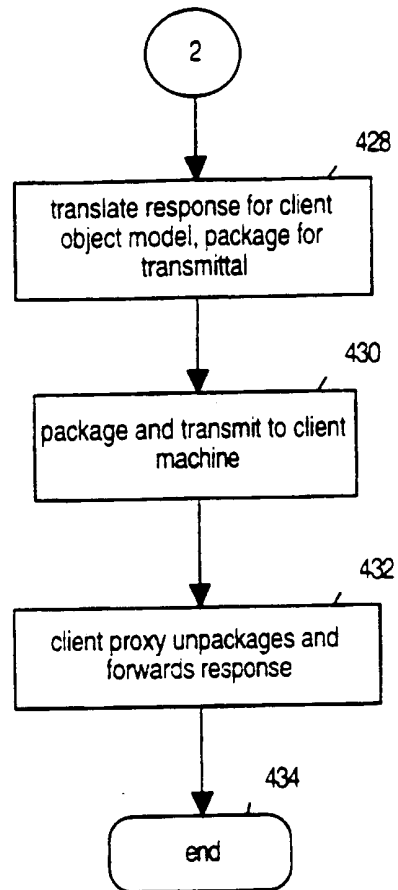 2
428
translate response for client
object model, package for
transmittal
430
package and transmit to client
machine
432
client proxy unpackages and
forwards response
434
end